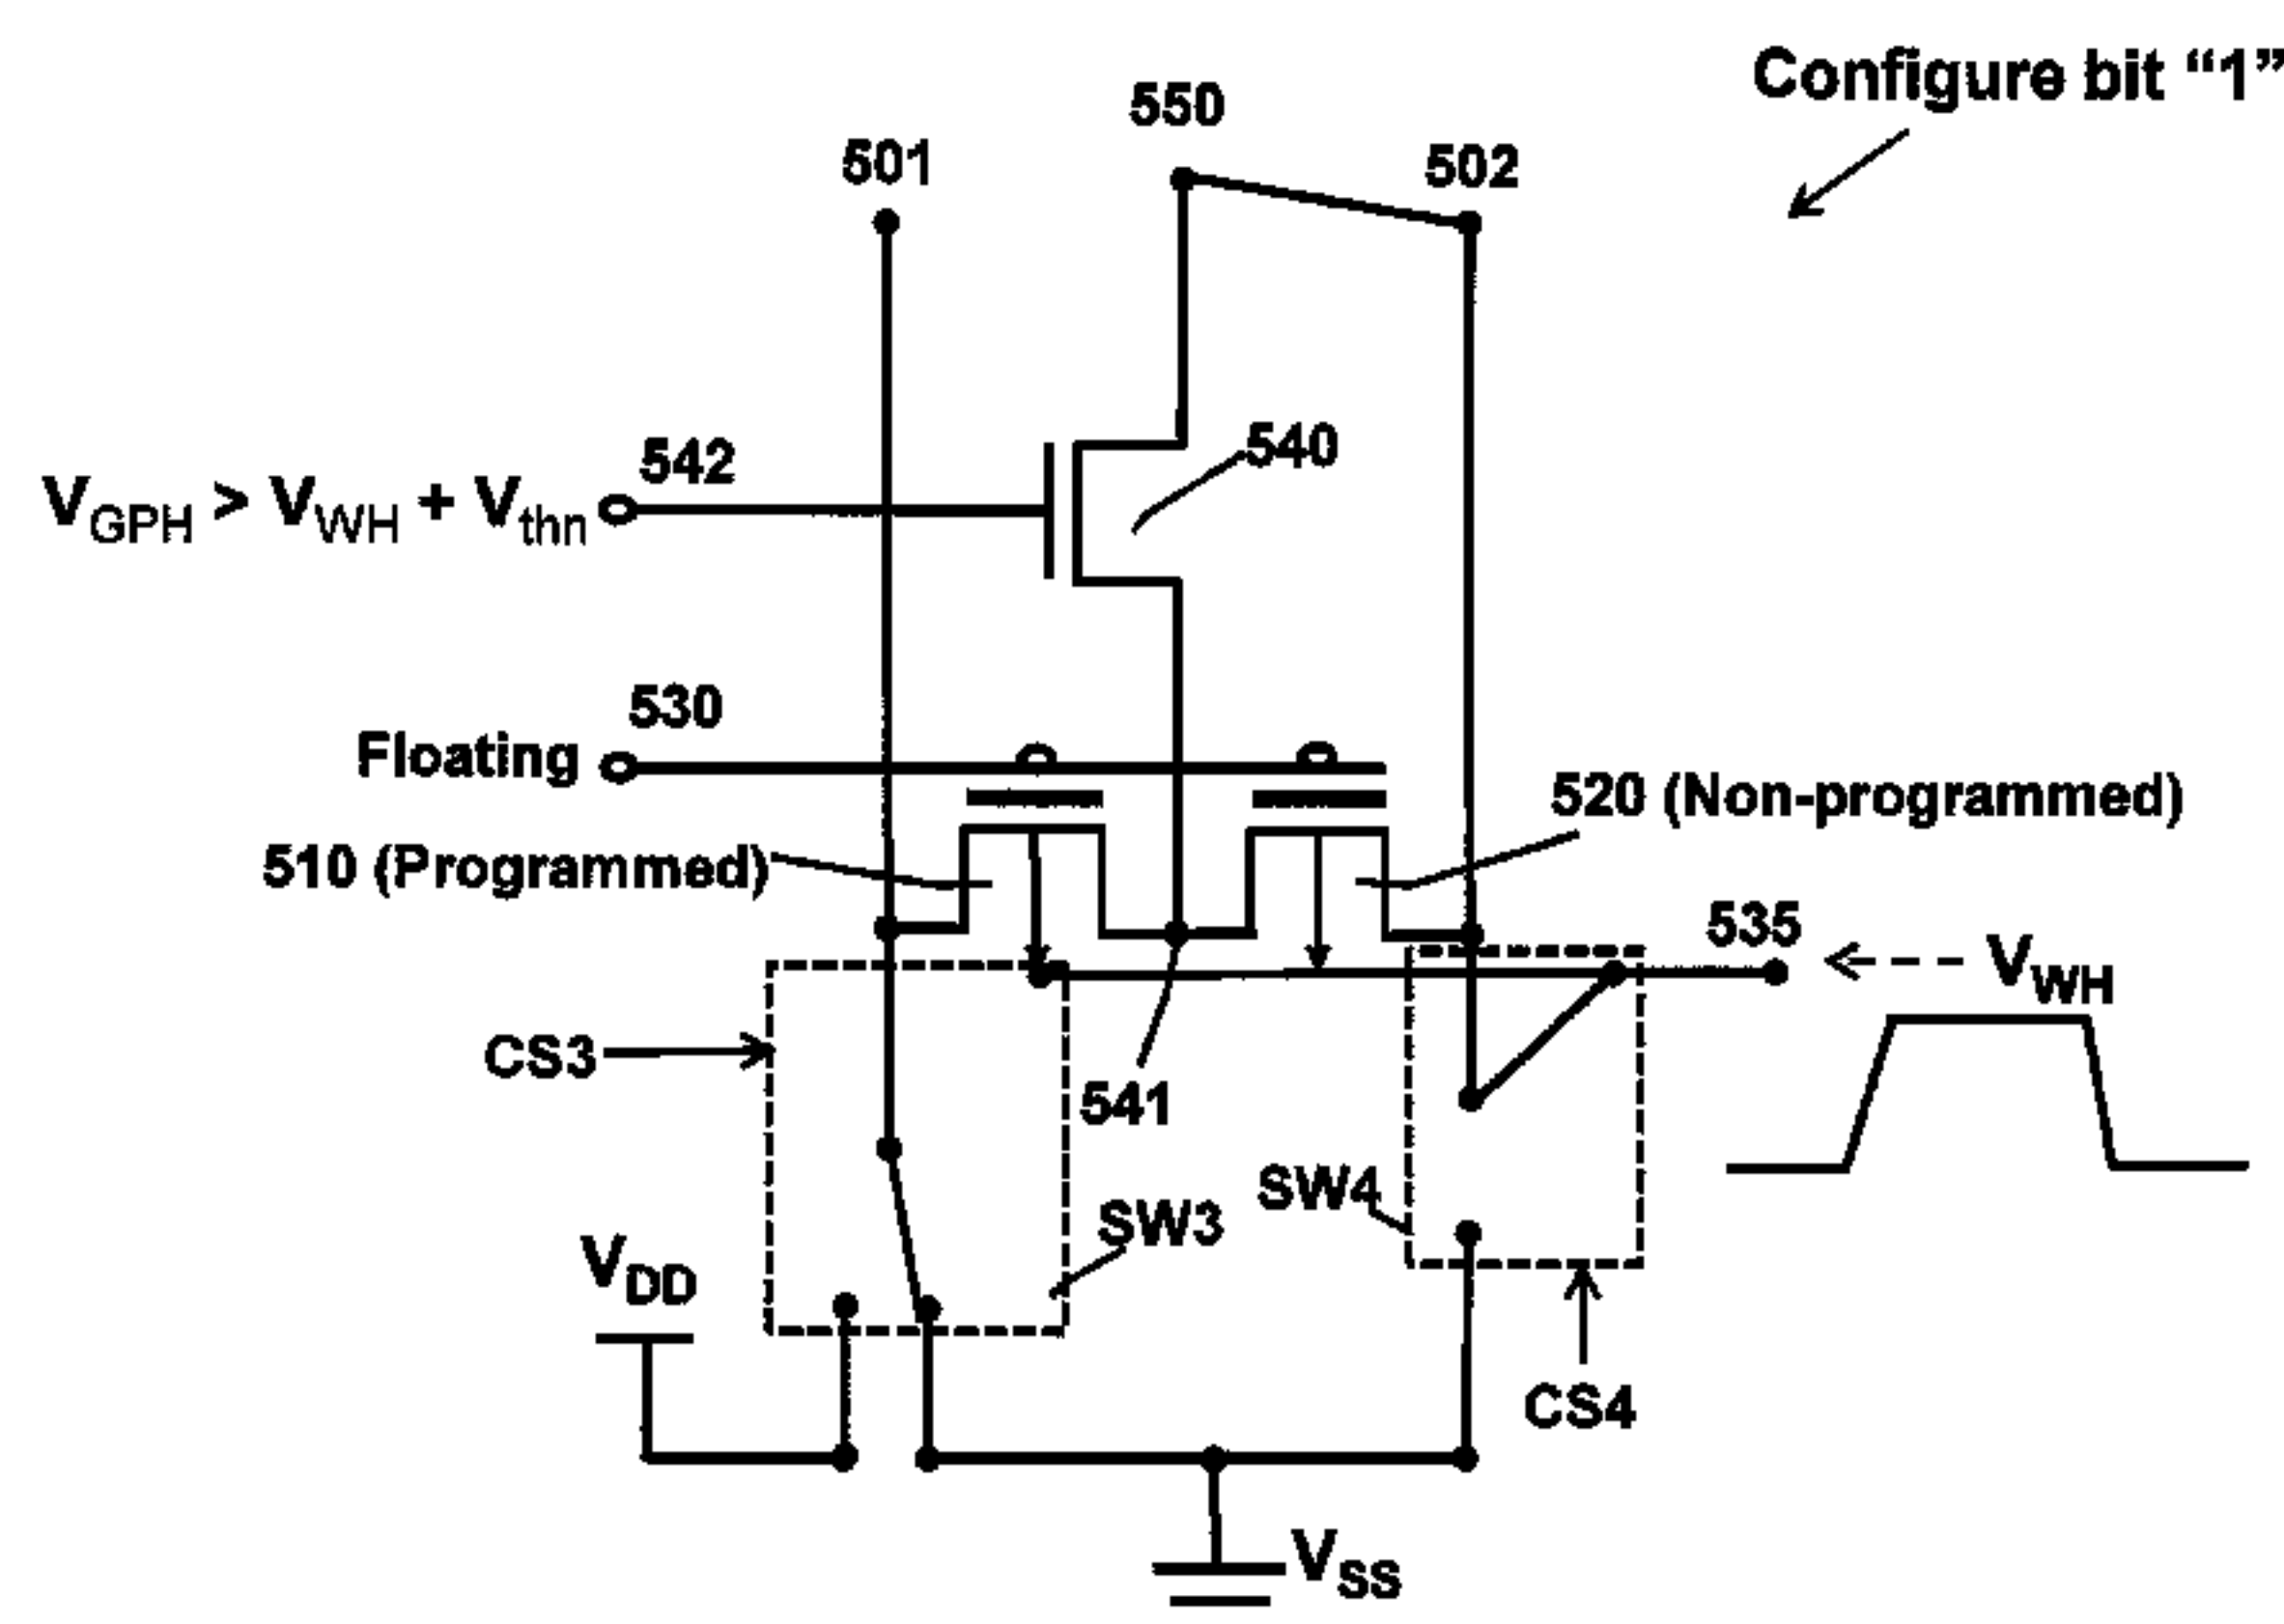 Configure bit “1”
550
501
502
542
540
VGPH > VWH + Vthn
530
Floating
520 (Non-programmed)
510 (Programmed)
535
VWH
CS3
541
SW4
SW3
VDD
CS4
VSS